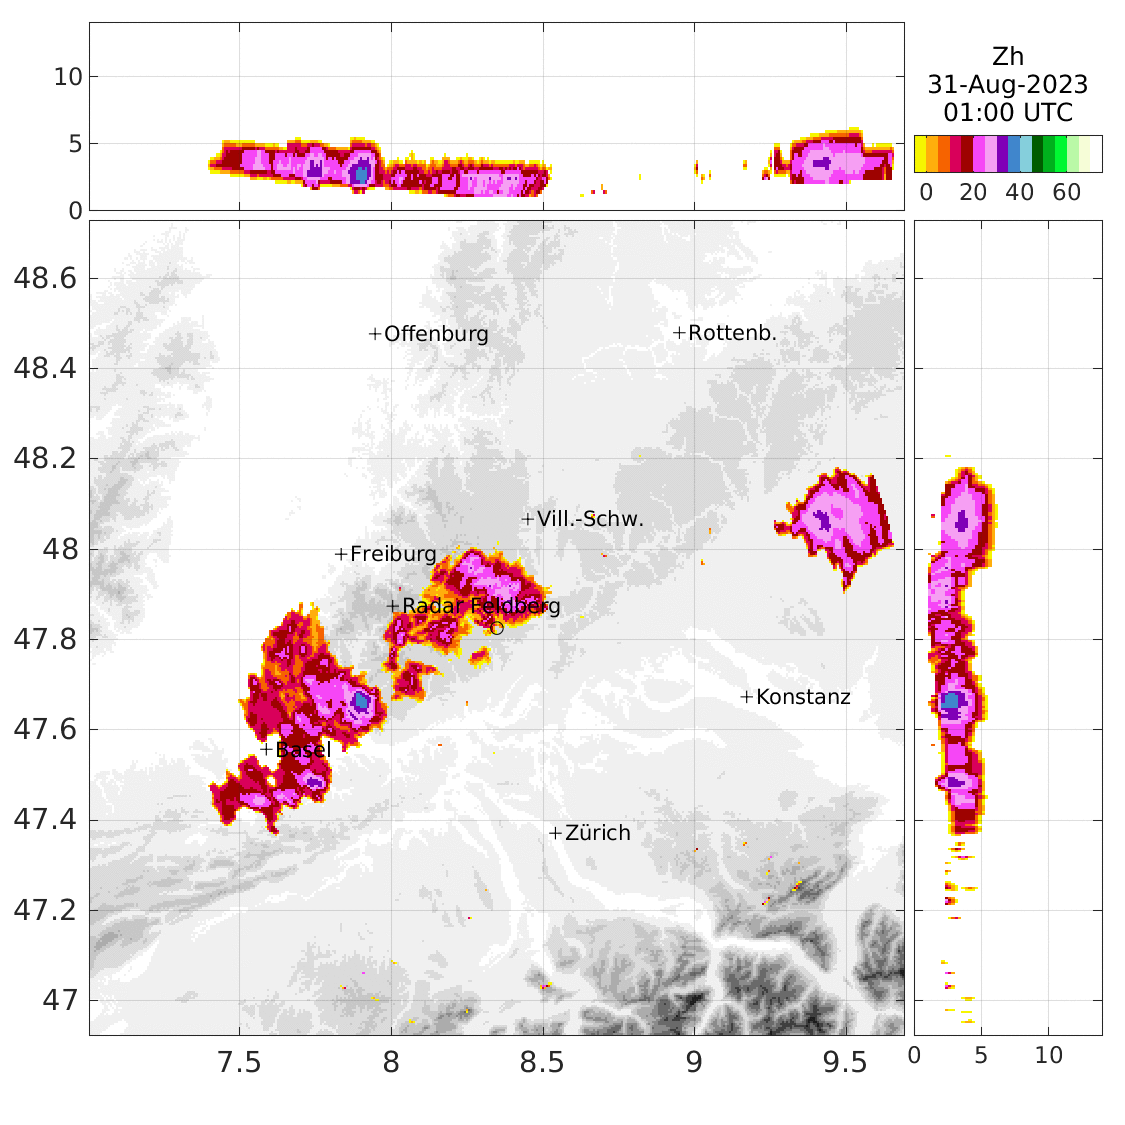 10
5
0
Zh
31-Aug-2023
01:00 UTC
0 20 40 60
48.6
48.4
48.2
48
47.8
47.6
47.4
47.2
47
+Offenburg
+Rottenb.
+Vill.-Schw.
+Freiburg
+Radar Feldberg
+Konstanz
+Basel
+Zürich
7.5 8 8.5 9 9.5
0 5 10